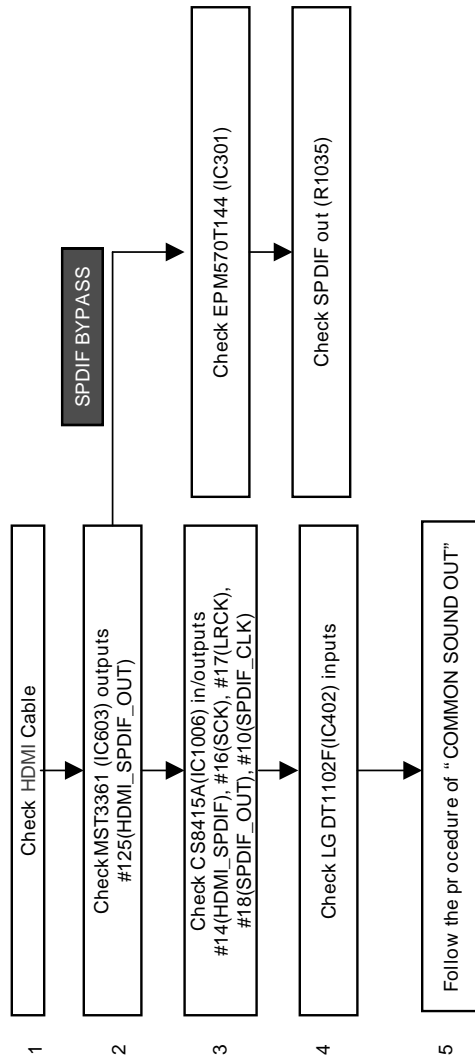 1
Check HDMI Cable
2
Check MST3361 (IC603) outputs
#125(HDMI_SPDIF_OUT)
SPDIF BYPASS
3
Check CS8415A(IC1006) in/outputs
#14(HDMI_SPDIF), #16(SCK), #17(LRCK),
#18(SPDIF_OUT), #10(SPDIF_CLK)
Check EPM570T144 (IC301)
4
Check LG DT1102F(IC402) inputs
Check SPDIF out (R1035)
5
Follow the procedure of “COMMON SOUND OUT”